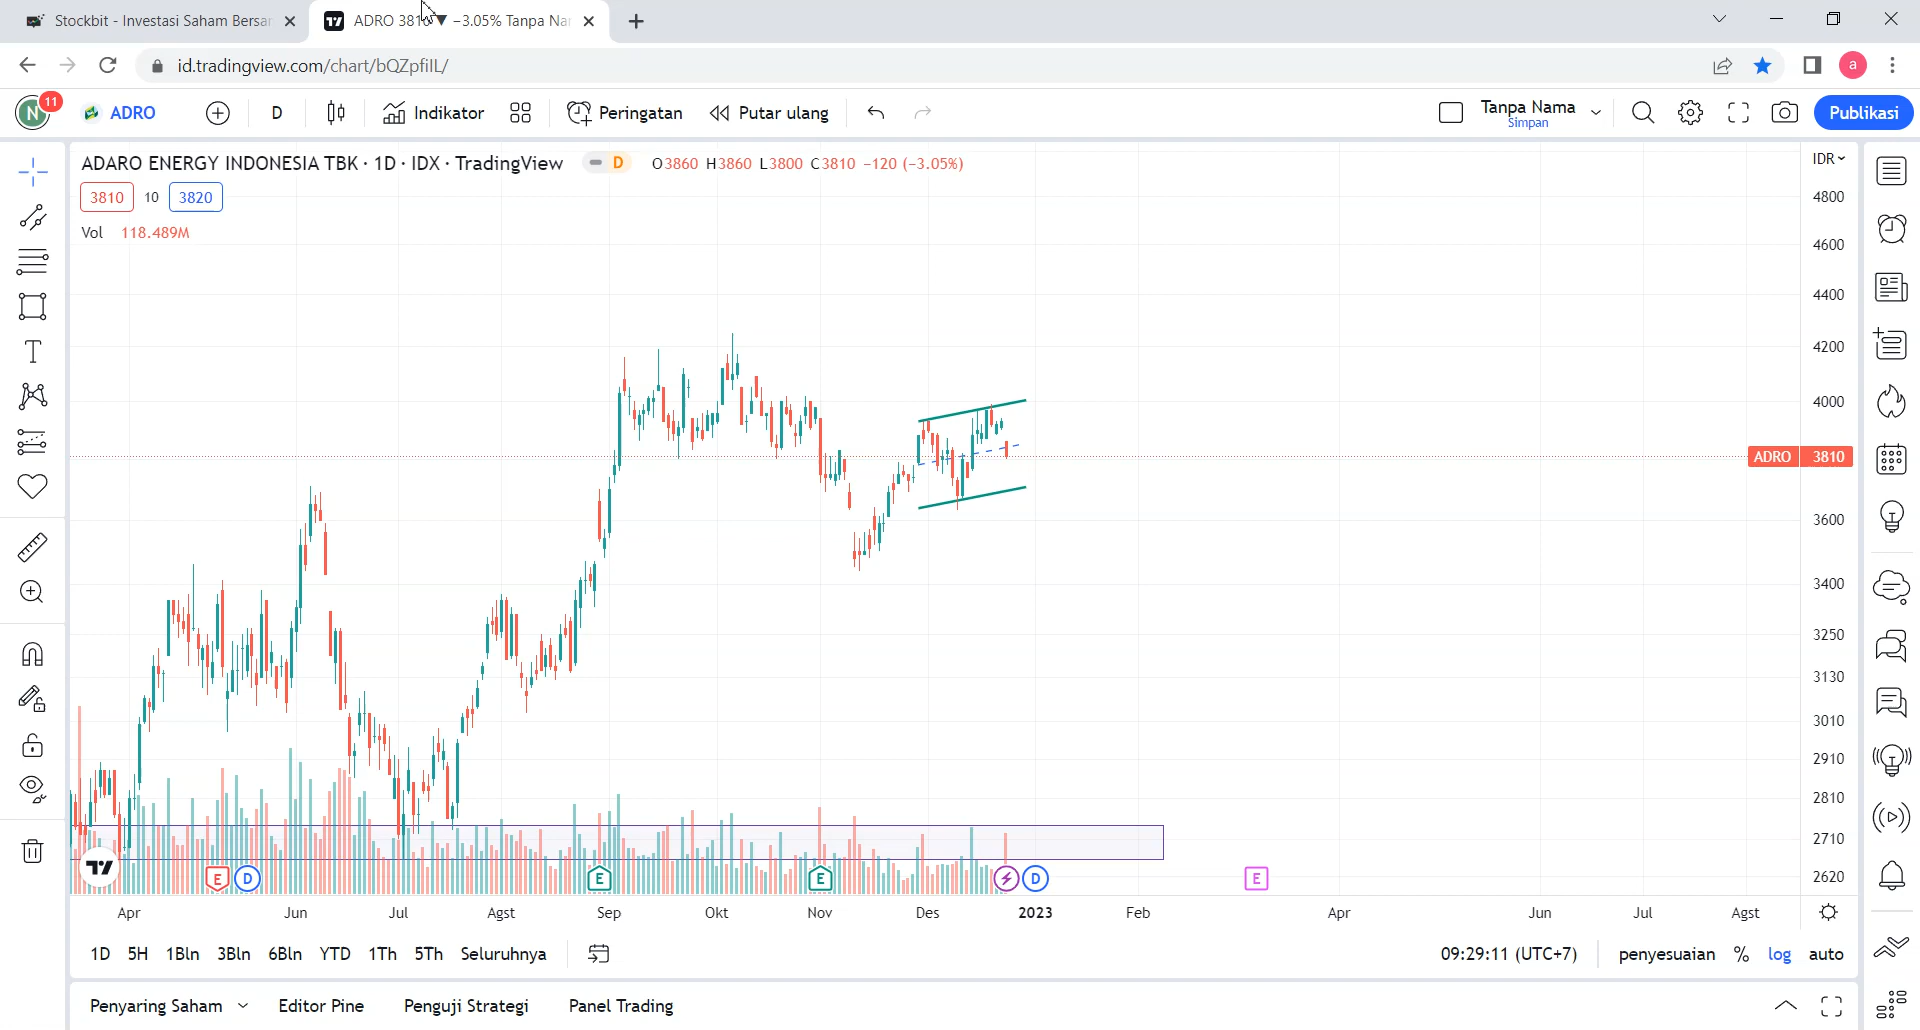 Stockbit - Investasi Saham Bersa
ADRO 381 ▼ −3.05% Tanpa Na
id.tradingview.com/chart/bQZpfiIL/
a
N
11
ADRO
D
Indikator
Peringatan
Putar ulang
Tanpa Nama
Simpan
Publikasi
ADARO ENERGY INDONESIA TBK · 1D · IDX · TradingView
D
O3860 H3860 L3800 C3810 −120 (−3.05%)
IDR
3810 10 3820
Vol 118.489M
4800
4600
4400
4200
4000
ADRO 3810
3600
3400
3250
3130
3010
2910
2810
2710
2620
E D E E D E
Apr Jun Jul Agst Sep Okt Nov Des 2023 Feb Apr Jun Jul Agst
1D 5H 1Bln 3Bln 6Bln YTD 1Th 5Th Seluruhnya
09:29:11 (UTC+7) penyesuaian % log auto
Penyaring Saham Editor Pine Penguji Strategi Panel Trading